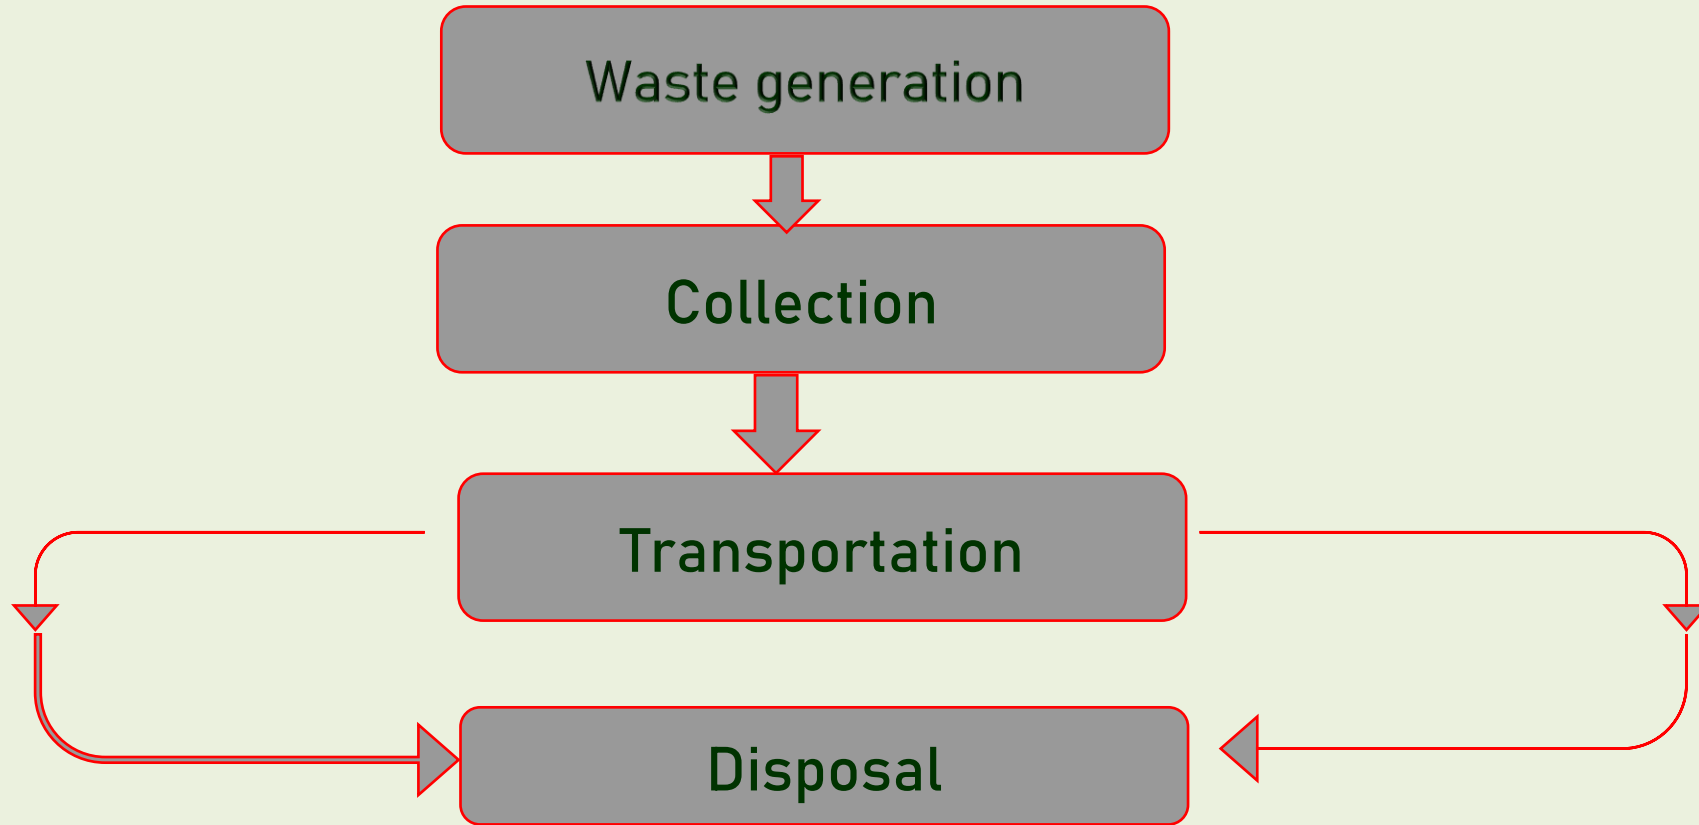 Waste generation
Collection
Transportation
Disposal